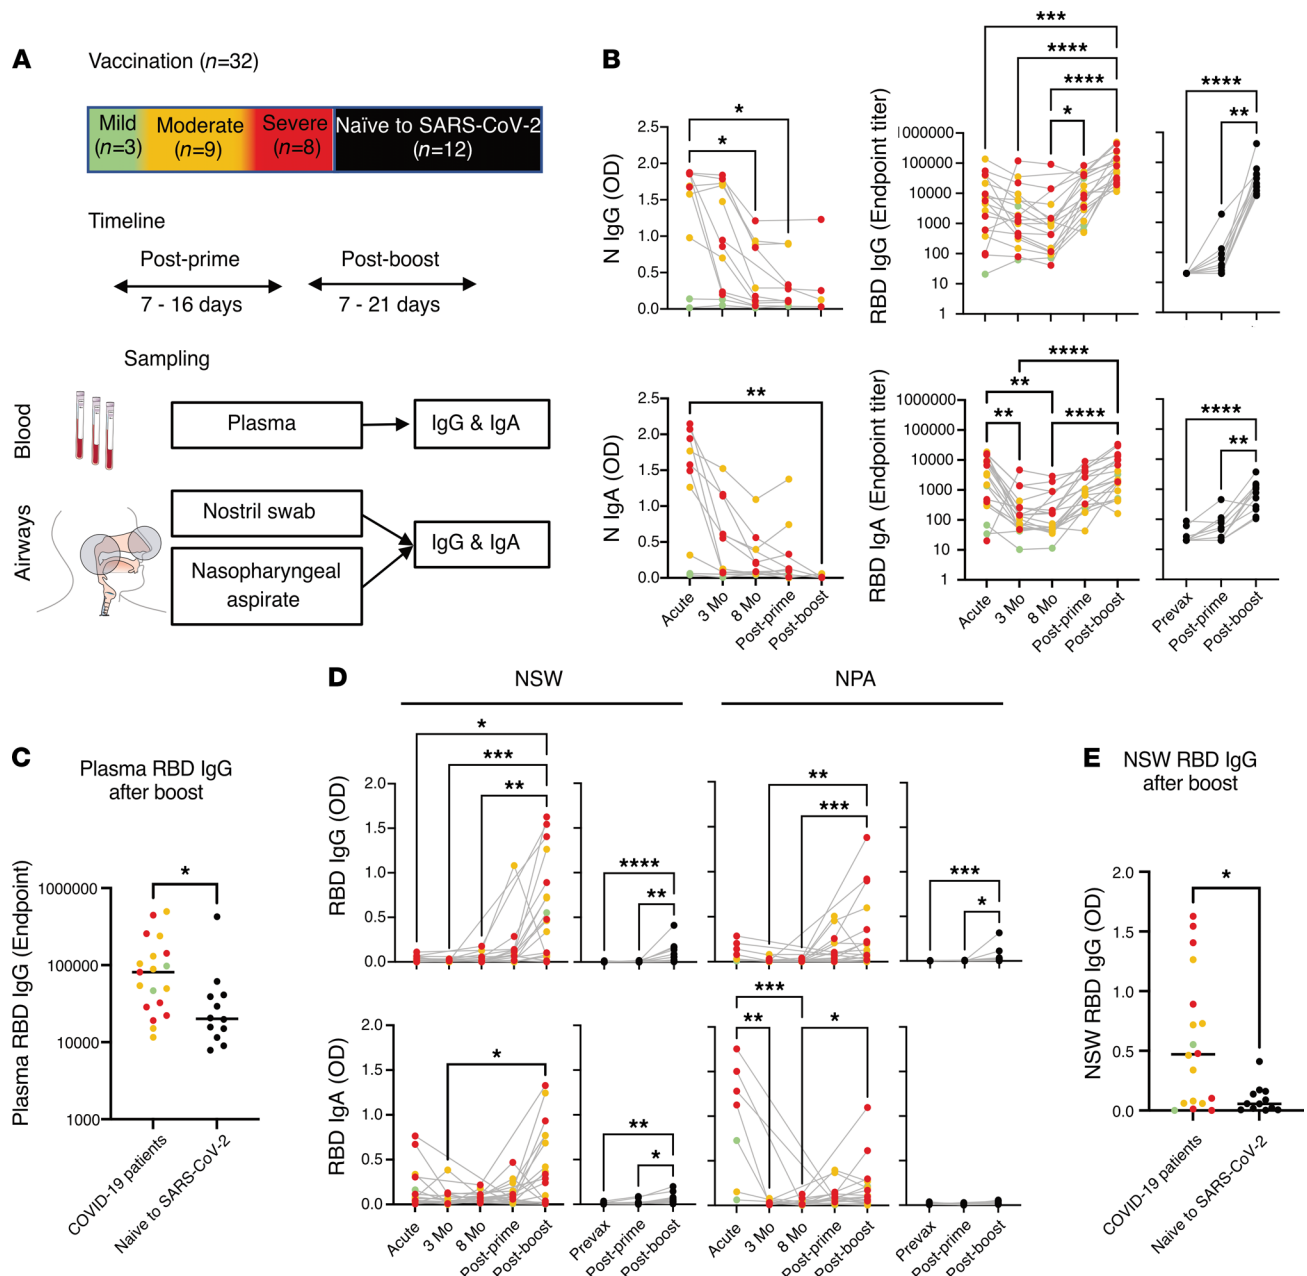 A
Vaccination (n=32)
Mild
(n=3)
Moderate
(n=9)
Severe
(n=8)
Naïve to SARS-CoV-2
(n=12)
Timeline
Post-prime
7 - 16 days
Post-boost
7 - 21 days
Sampling
Blood
Plasma
IgG & IgA
Airways
Nostril swab
Nasopharyngeal
aspirate
IgG & IgA
B
N IgG (OD)
2.5
2.0
1.5
1.0
0.5
0.0
*
*
RBD IgG (Endpoint titer)
1000000
100000
10000
1000
100
10
1
***
****
****
*
****
**
N IgA (OD)
2.5
2.0
1.5
1.0
0.5
0.0
**
Acute
3 Mo
8 Mo
Post-prime
Post-boost
RBD IgA (Endpoint titer)
1000000
100000
10000
1000
100
10
1
****
**
**
****
Acute
3 Mo
8 Mo
Post-prime
Post-boost
****
**
Prevax
Post-prime
Post-boost
C
Plasma RBD IgG
after boost
Plasma RBD IgG (Endpoint)
1000000
100000
10000
1000
*
COVID-19 patients
Naive to SARS-CoV-2
D
NSW
NPA
RBD IgG (OD)
2.0
1.5
1.0
0.5
0.0
*
***
**
****
**
**
***
***
*
RBD IgA (OD)
2.0
1.5
1.0
0.5
0.0
*
**
*
***
**
*
Acute
3 Mo
8 Mo
Post-prime
Post-boost
Prevax
Post-prime
Post-boost
Acute
3 Mo
8 Mo
Post-prime
Post-boost
Prevax
Post-prime
Post-boost
E
NSW RBD IgG
after boost
NSW RBD IgG (OD)
2.0
1.5
1.0
0.5
0.0
*
COVID-19 patients
Naive to SARS-CoV-2